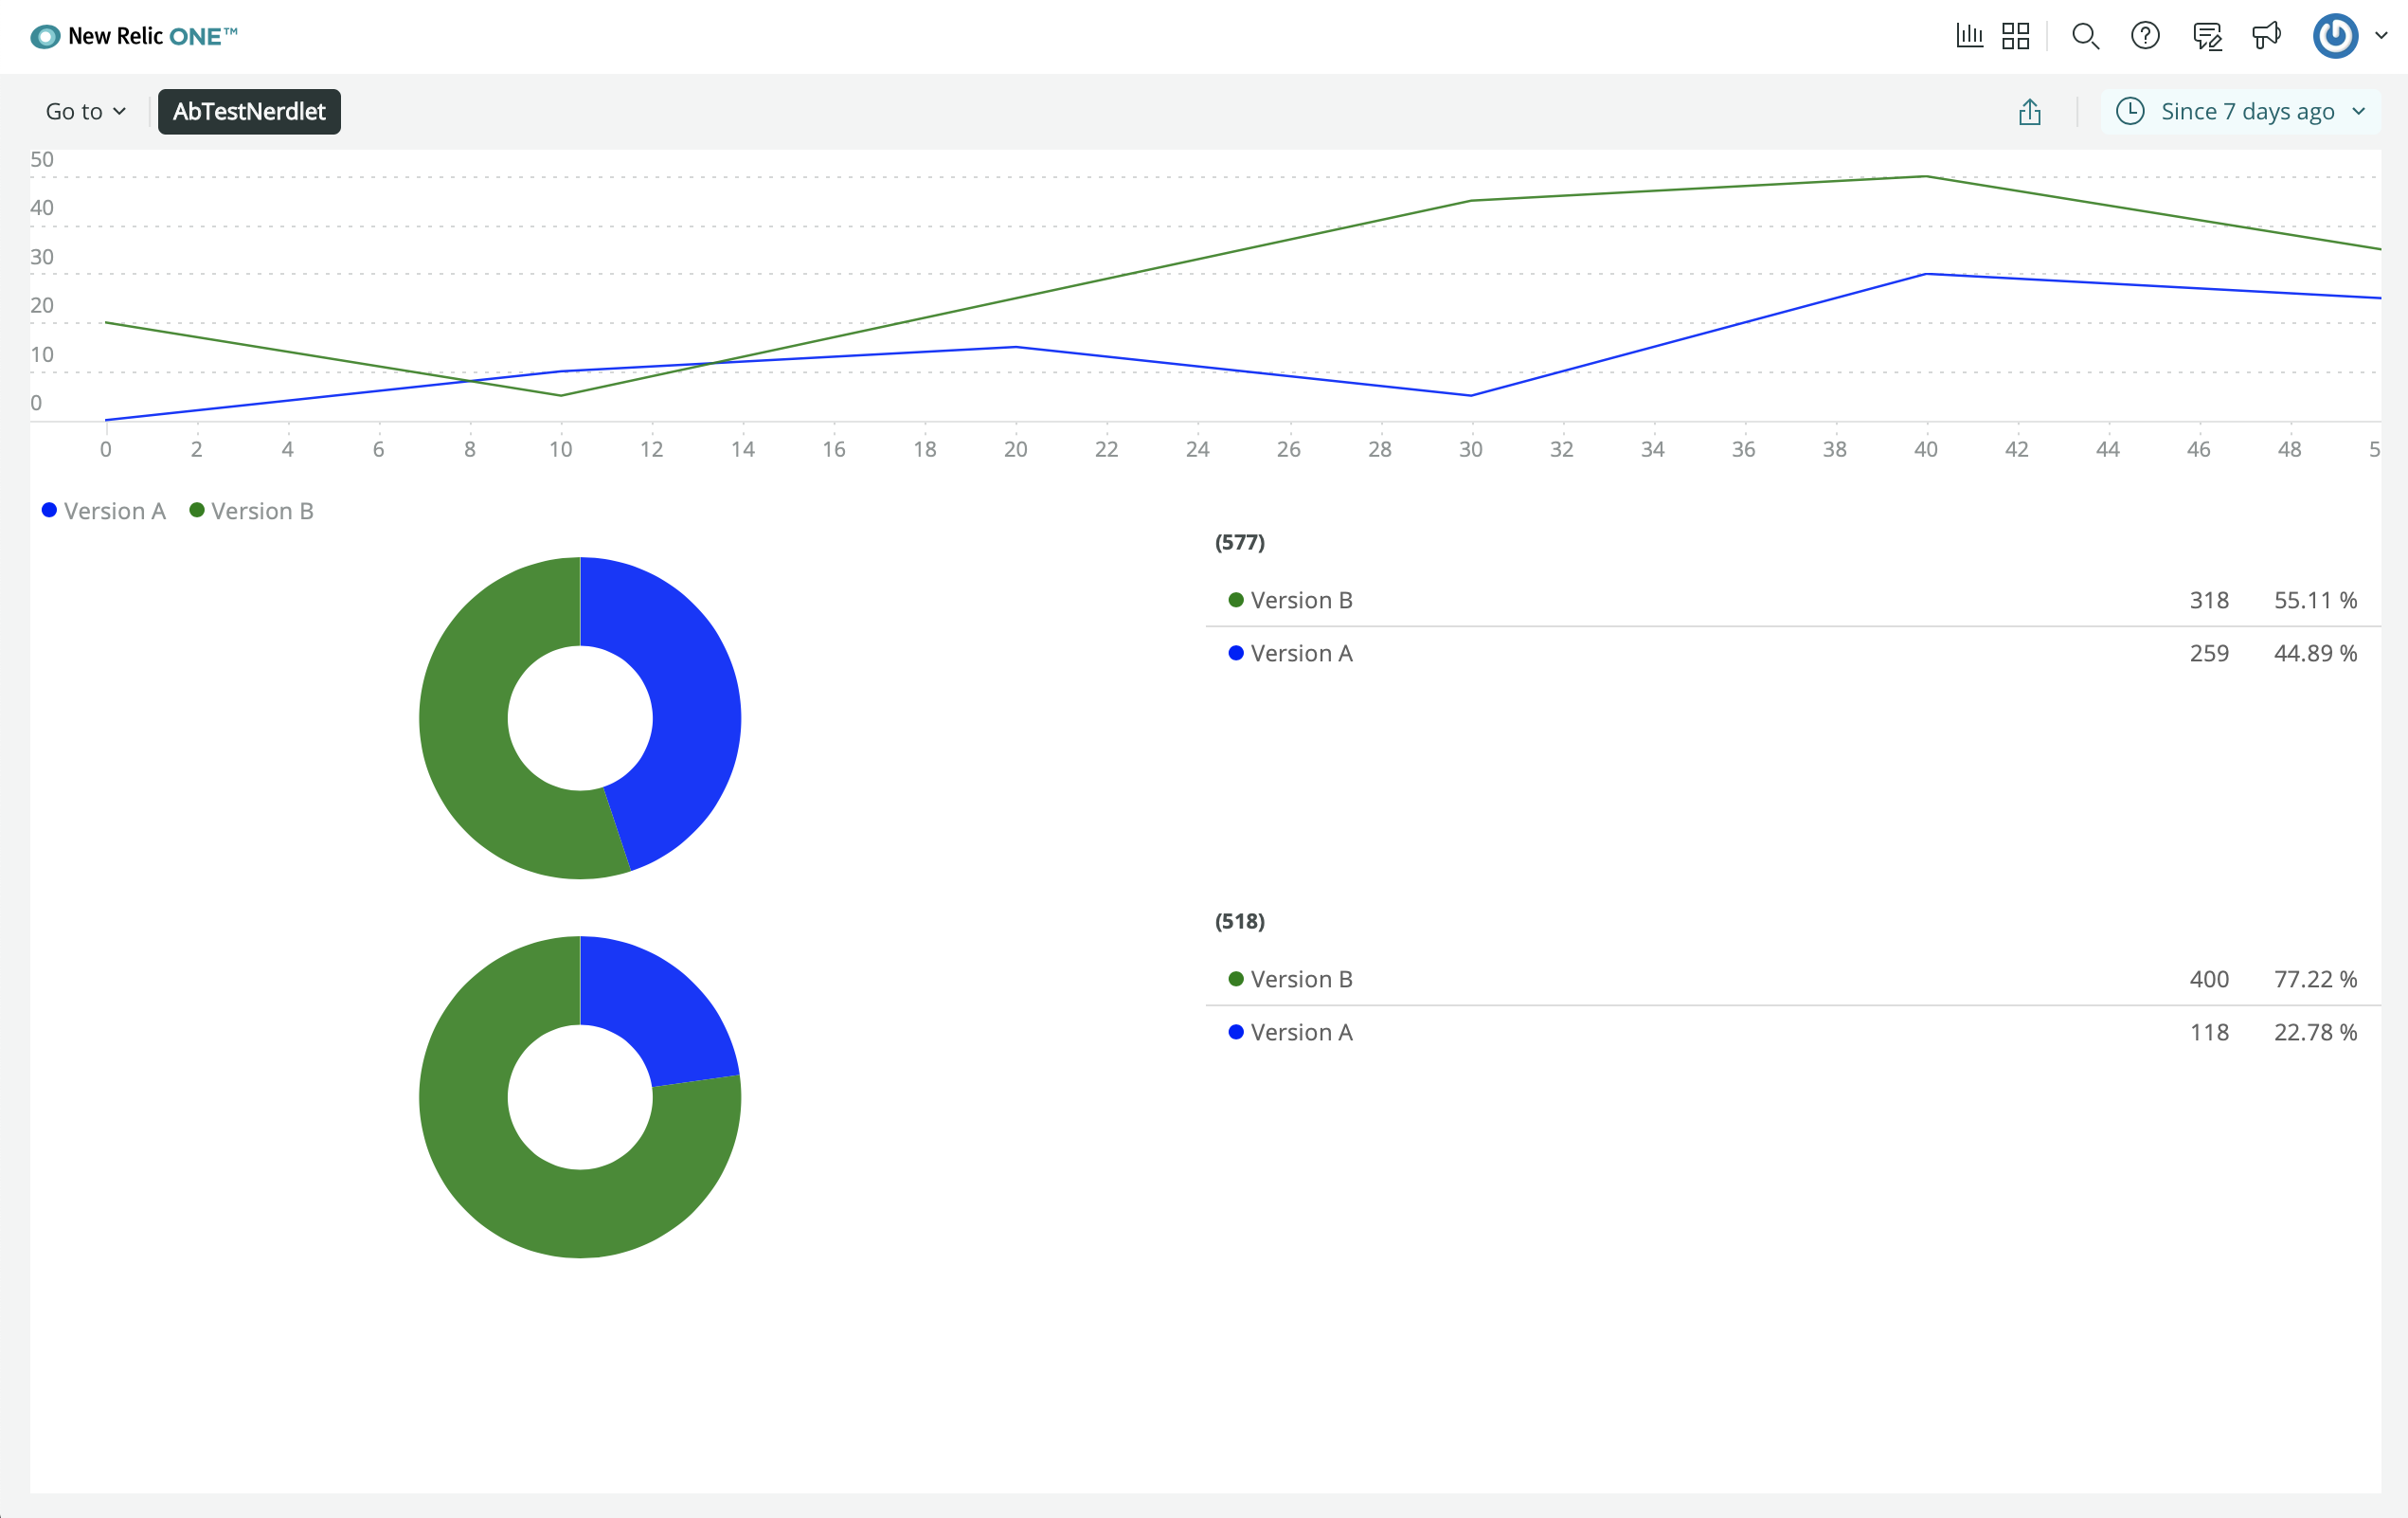 New Relic ONE™
Go to
AbTestNerdlet
Since 7 days ago
50
40
30
20
10
0
0 2 4 6 8 10 12 14 16 18 20 22 24 26 28 30 32 34 36 38 40 42 44 46 48 5
Version A Version B
(577)
Version B 318 55.11 %
Version A 259 44.89 %
(518)
Version B 400 77.22 %
Version A 118 22.78 %